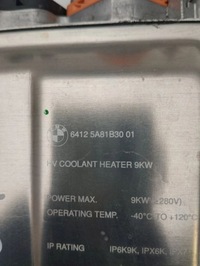 6412 5A81B30 01
HV COOLANT HEATER 9KW
POWER MAX. 9KW (≥280V)
OPERATING TEMP. -40°C TO +120°C
IP RATING IP6K9K, IPX6K,